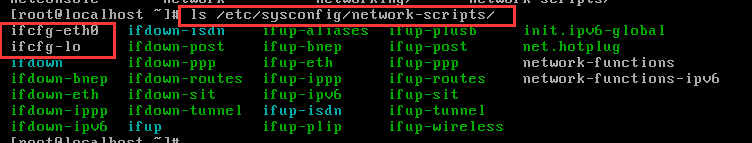 [root@localhost ~]# ls /etc/sysconfig/network-scripts/
ifcfg-eth0 ifdown-isdn ifup-aliases ifup-plusb init.ipv6-global
ifcfg-lo ifdown-post ifup-bnep ifup-post net.hotplug
ifdown ifdown-ppp ifup-eth ifup-ppp network-functions
ifdown-bnep ifdown-routes ifup-ippp ifup-routes network-functions-ipv6
ifdown-eth ifdown-sit ifup-ipv6 ifup-sit
ifdown-ippp ifdown-tunnel ifup-isdn ifup-tunnel
ifdown-ipv6 ifup ifup-plip ifup-wireless
[root@localhost ~]#